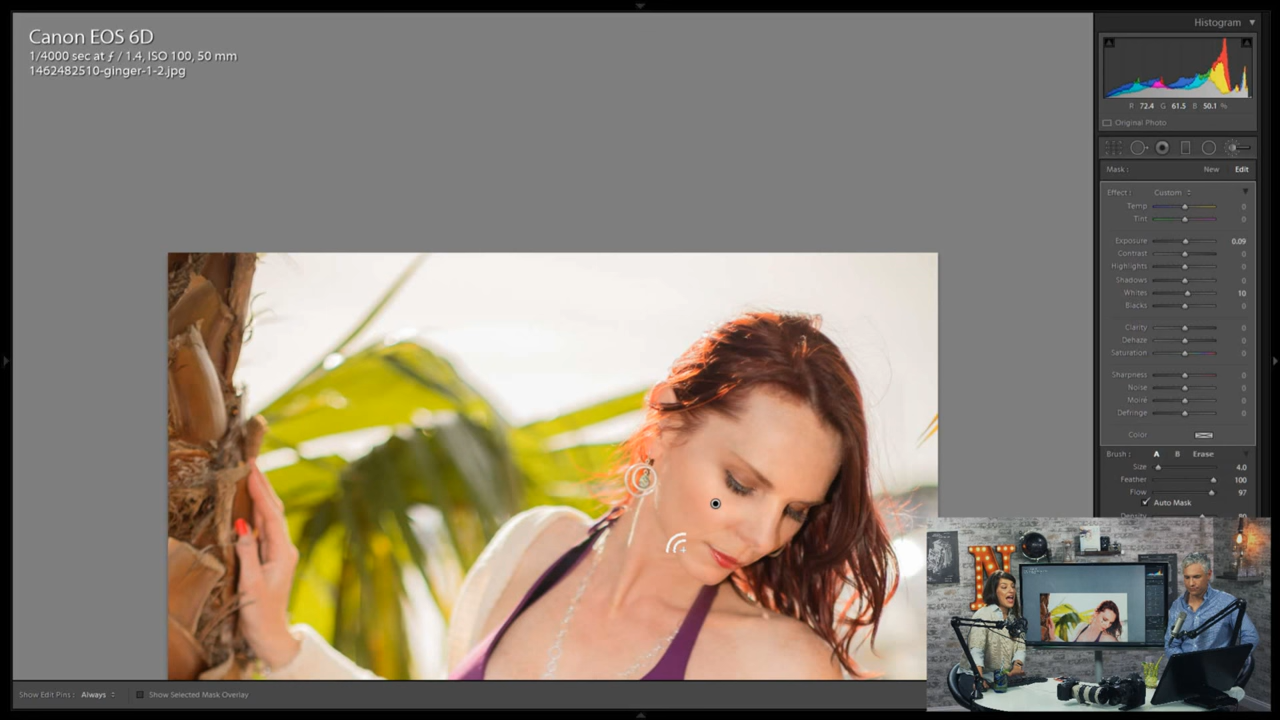 Canon EOS 6D
1/4000 sec at ƒ / 1.4, ISO 100, 50 mm
1462482510-ginger-1-2.jpg
Histogram
R 72.4 G 61.5 B 50.1 %
Original Photo
Mask : New Edit
Effect : Custom
Temp 0
Tint 0
Exposure 0.09
Contrast 0
Highlights 0
Shadows 0
Whites 10
Blacks 0
Clarity 0
Dehaze 0
Saturation 0
Sharpness 0
Noise 0
Moiré 0
Defringe 0
Color
Brush : A B Erase
Size 4.0
Feather 100
Flow 97
Auto Mask
Show Edit Pins : Always
Show Selected Mask Overlay
N